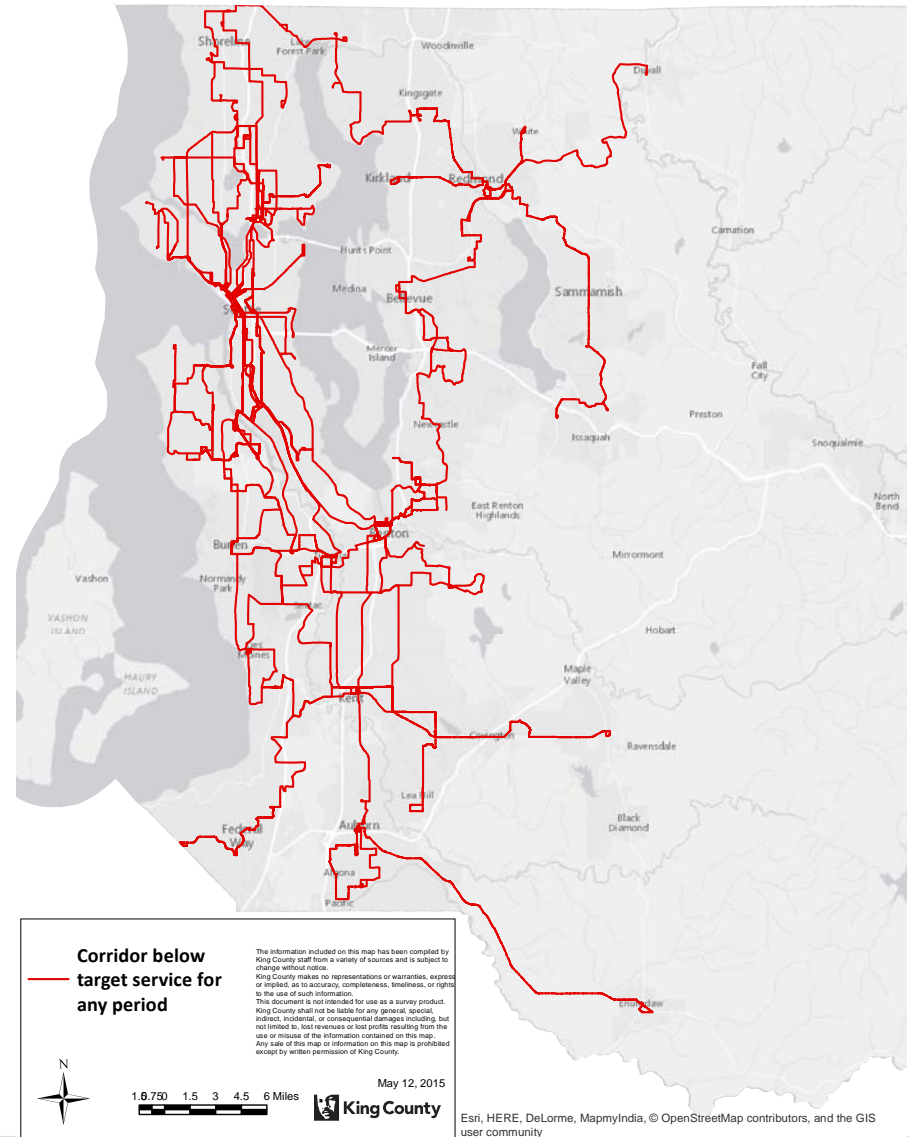 Shoreline
Lake
Forest Park
Woodinville
Duvall
Kingsgate
Kirkland
Redmond
Carnation
Hunts Point
Medina
Bellevue
Sammamish
Mercer
Island
Fall
City
Preston
Newcastle
Issaquah
Snoqualmie
North
Bend
East Renton
Highlands
Renton
Burien
Mirrormont
Vashon
Normandy
Park
Seatac
VASHON
ISLAND
Hobart
Des
Moines
Maple
Valley
MAURY
ISLAND
Kent
Covington
Ravensdale
Lea Hill
Black
Diamond
Federal
Way
Auburn
Algona
Pacific
Enumclaw
Corridor below
target service for
any period
The information included on this map has been compiled by
King County staff from a variety of sources and is subject to
change without notice.
King County makes no representations or warranties, express
or implied, as to accuracy, completeness, timeliness, or rights
to the use of such information.
This document is not intended for use as a survey product.
King County shall not be liable for any general, special,
indirect, incidental, or consequential damages including, but
not limited to, lost revenues or lost profits resulting from the
use or misuse of the information contained on this map.
Any sale of this map or information on this map is prohibited
except by written permission of King County.
N
May 12, 2015
0 1.5 3 4.5 6 Miles
King County
Esri, HERE, DeLorme, MapmyIndia, © OpenStreetMap contributors, and the GIS
user community